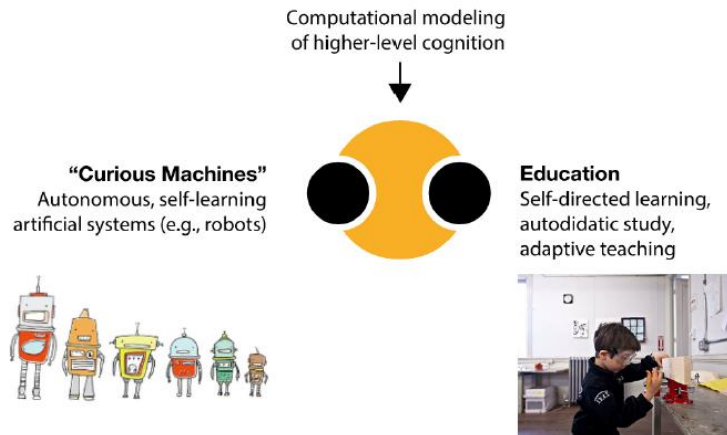 Computational modeling
of higher-level cognition
“Curious Machines”
Autonomous, self-learning
artificial systems (e.g., robots)
Education
Self-directed learning,
autodidatic study,
adaptive teaching